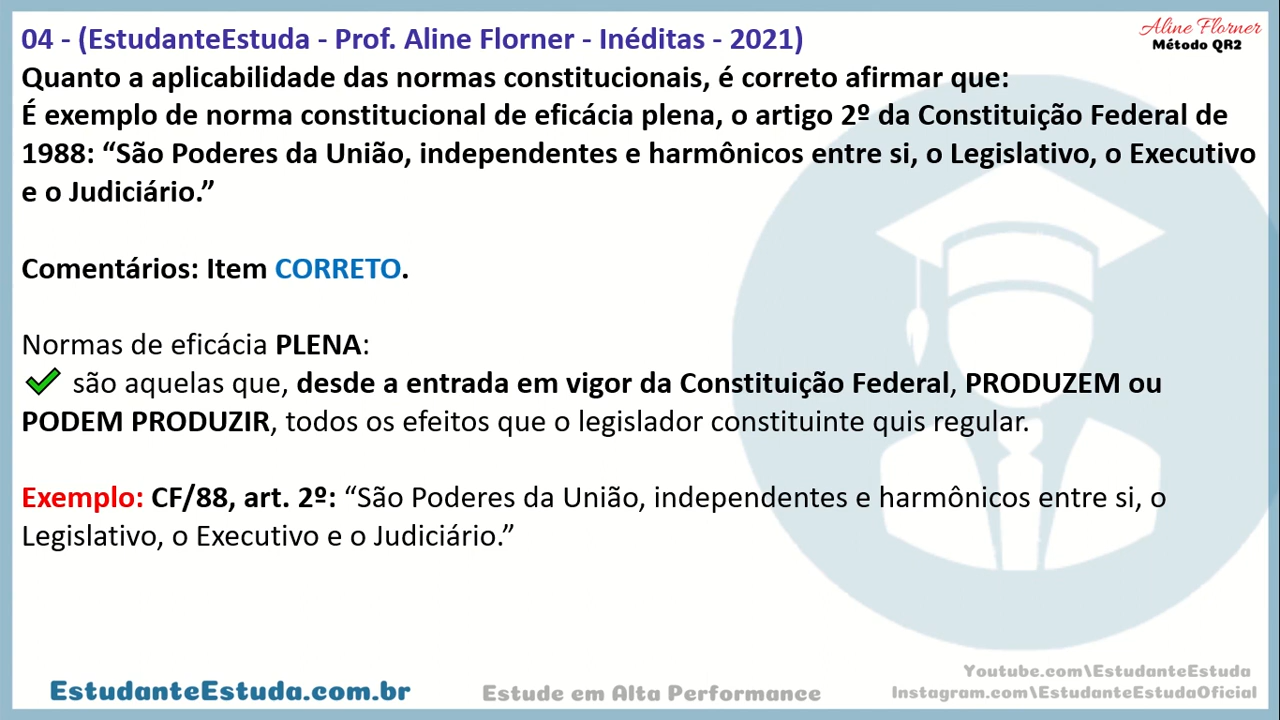 04 - (EstudanteEstuda - Prof. Aline Florner - Inéditas - 2021)
Aline Florner
Método QR2
Quanto a aplicabilidade das normas constitucionais, é correto afirmar que:
É exemplo de norma constitucional de eficácia plena, o artigo 2º da Constituição Federal de
1988: “São Poderes da União, independentes e harmônicos entre si, o Legislativo, o Executivo
e o Judiciário.”
Comentários: Item CORRETO.
Normas de eficácia PLENA:
são aquelas que, desde a entrada em vigor da Constituição Federal, PRODUZEM ou
PODEM PRODUZIR, todos os efeitos que o legislador constituinte quis regular.
Exemplo: CF/88, art. 2º: “São Poderes da União, independentes e harmônicos entre si, o
Legislativo, o Executivo e o Judiciário.”
EstudanteEstuda.com.br
Estude em Alta Performance
Youtube.com\EstudanteEstuda
Instagram.com\EstudanteEstudaOficial